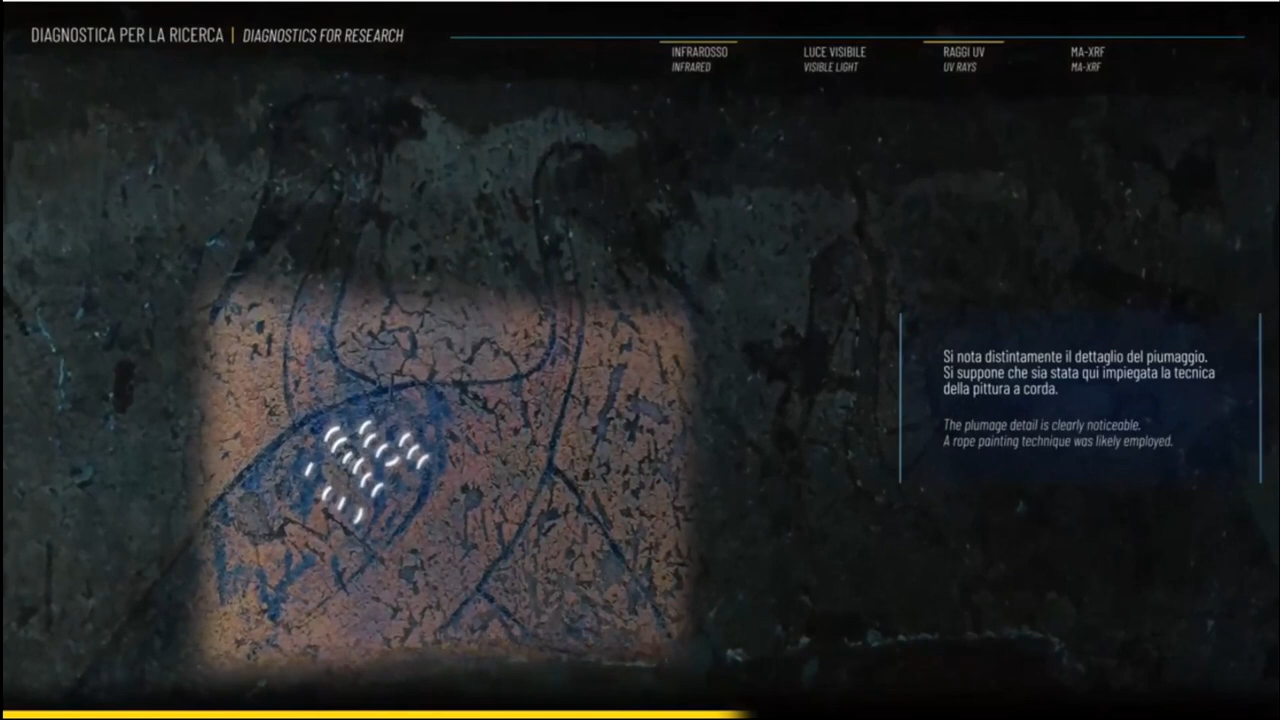 DIAGNOSTICA PER LA RICERCA | DIAGNOSTICS FOR RESEARCH
INFRAROSSO
INFRARED
LUCE VISIBILE
VISIBLE LIGHT
RAGGI UV
UV RAYS
MA-XRF
MA-XRF
Si nota distintamente il dettaglio del piumaggio.
Si suppone che sia stata qui impiegata la tecnica
della pittura a corda.
The plumage detail is clearly noticeable.
A rope painting technique was likely employed.